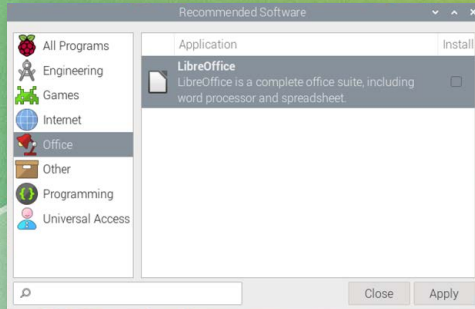 Recommended Software
All Programs
Engineering
Games
Internet
Office
Other
Programming
Universal Access
Application Install
LibreOffice
LibreOffice is a complete office suite, including
word processor and spreadsheet.
Close Apply